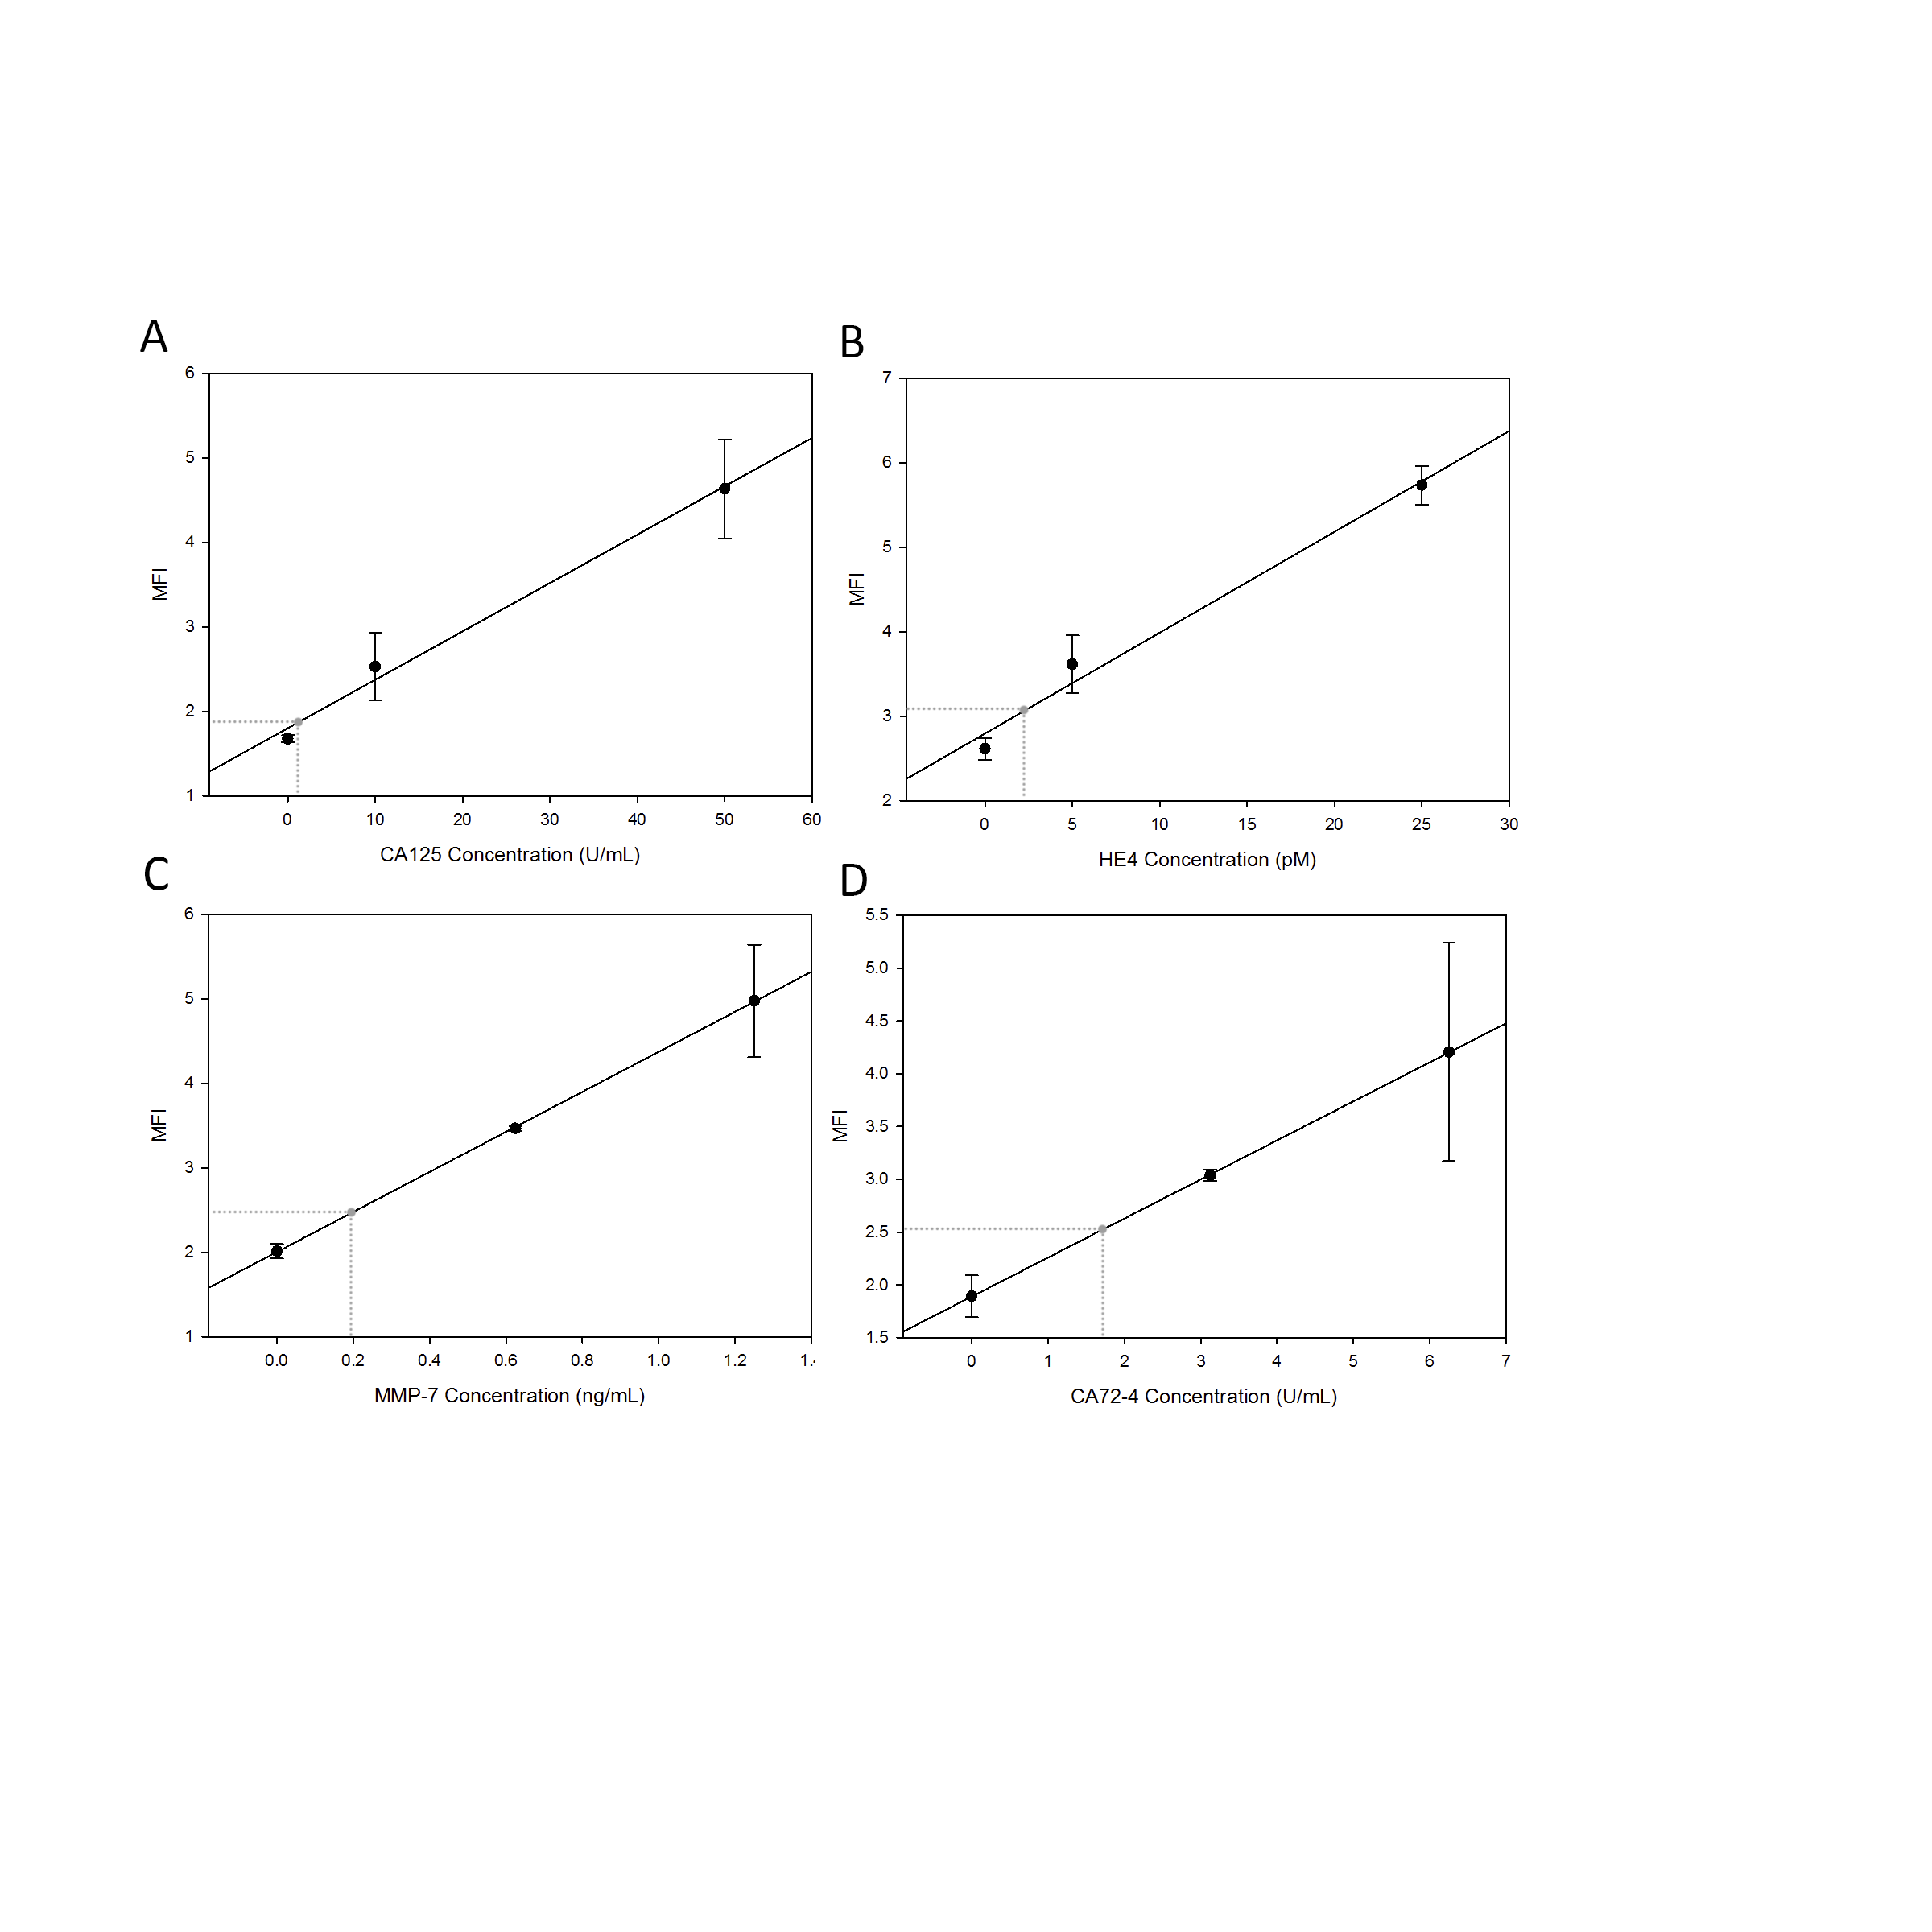 A
6
5
4
3
2
1
MFI
0 10 20 30 40 50 60
CA125 Concentration (U/mL)
B
7
6
5
4
3
2
MFI
0 5 10 15 20 25 30
HE4 Concentration (pM)
C
6
5
4
3
2
1
MFI
0.0 0.2 0.4 0.6 0.8 1.0 1.2
MMP-7 Concentration (ng/mL)
D
5.5
5.0
4.5
4.0
3.5
3.0
2.5
2.0
1.5
MFI
0 1 2 3 4 5 6 7
CA72-4 Concentration (U/mL)